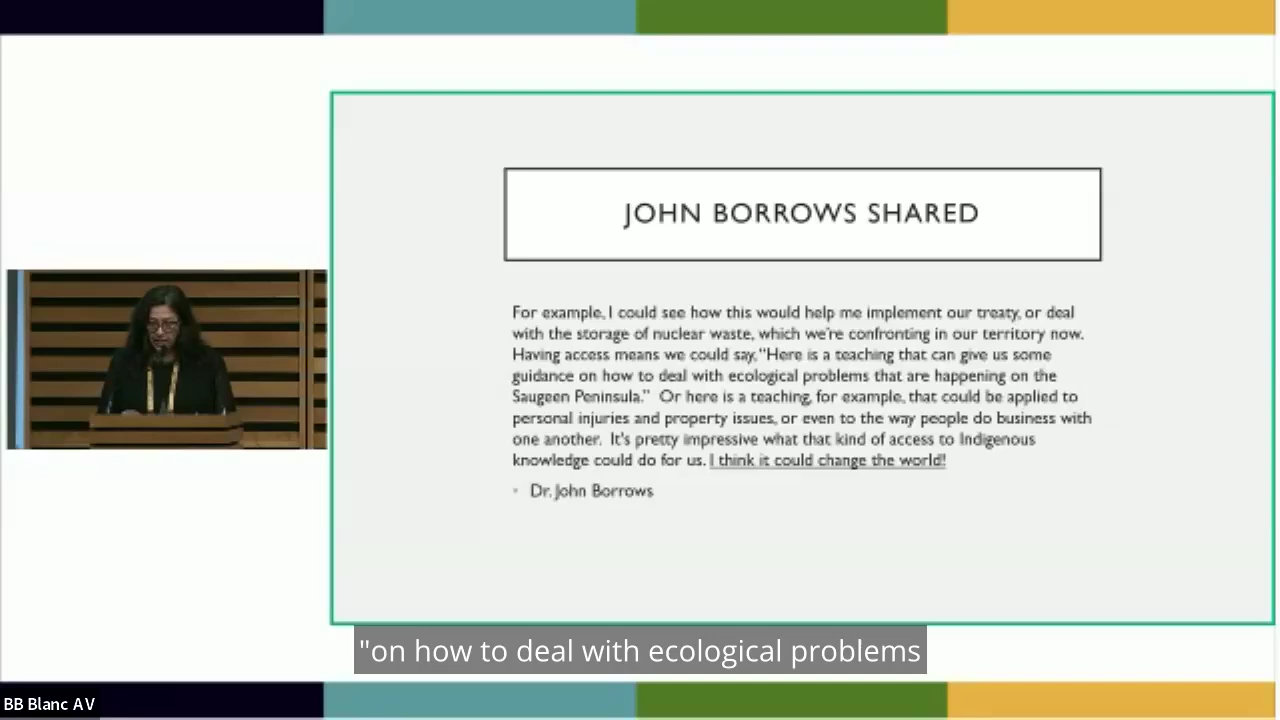 JOHN BORROWS SHARED
For example, I could see how this would help me implement our treaty, or deal
with the storage of nuclear waste, which we're confronting in our territory now.
Having access means we could say, "Here is a teaching that can give us some
guidance on how to deal with ecological problems that are happening on the
Saugeen Peninsula." Or here is a teaching, for example, that could be applied to
personal injuries and property issues, or even to the way people do business with
one another. It's pretty impressive what that kind of access to Indigenous
knowledge could do for us. I think it could change the world!
• Dr. John Borrows
"on how to deal with ecological problems
BB Blanc AV